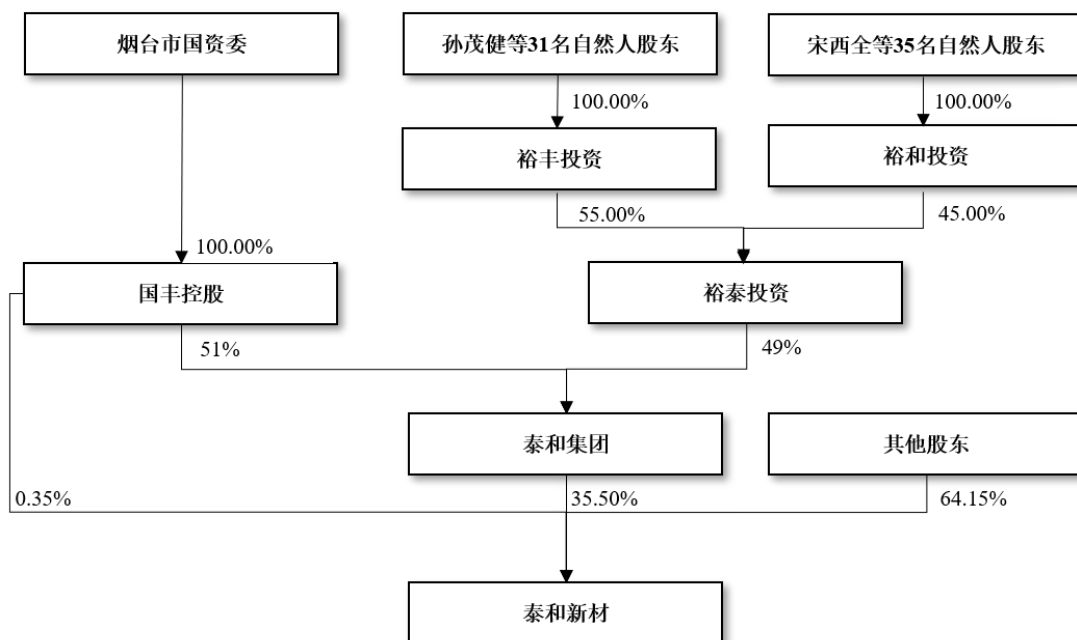 烟台市国资委
孙茂健等31名自然人股东
宋西全等35名自然人股东
100.00%
100.00%
裕丰投资
裕和投资
55.00%
45.00%
100.00%
国丰控股
裕泰投资
51%
49%
泰和集团
其他股东
0.35%
35.50%
64.15%
泰和新材